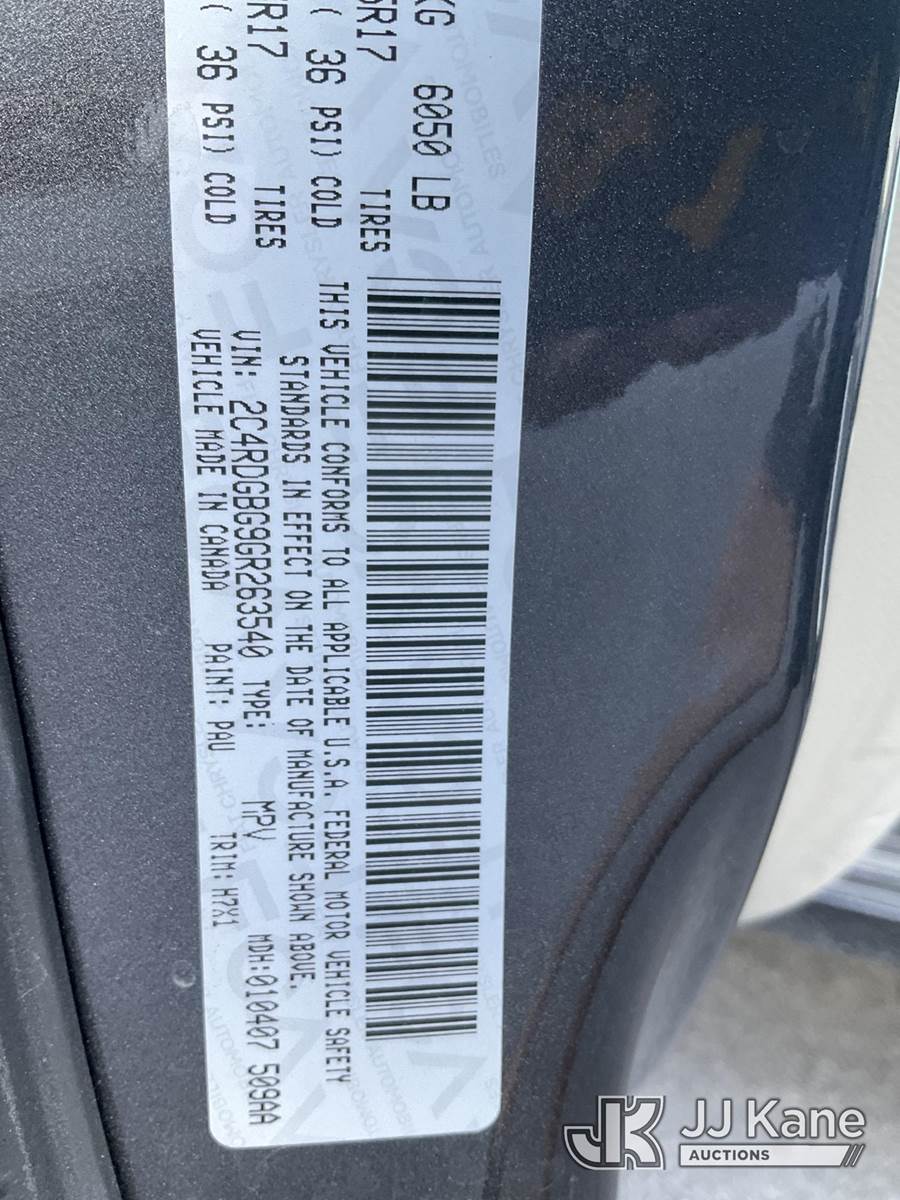 KG 6050 LB
R17 TIRES
( 36 PSI) COLD
R17 TIRES
( 36 PSI) COLD
THIS VEHICLE CONFORMS TO ALL APPLICABLE U.S.A. FEDERAL MOTOR VEHICLE SAFETY
STANDARDS IN EFFECT ON THE DATE OF MANUFACTURE SHOWN ABOVE.
VIN: 2C4RDGBG9GR263540 TYPE: MPV MDH:010407 509AA
VEHICLE MADE IN CANADA PAINT: PAU TRIM: H7X1
JK JJ Kane
AUCTIONS